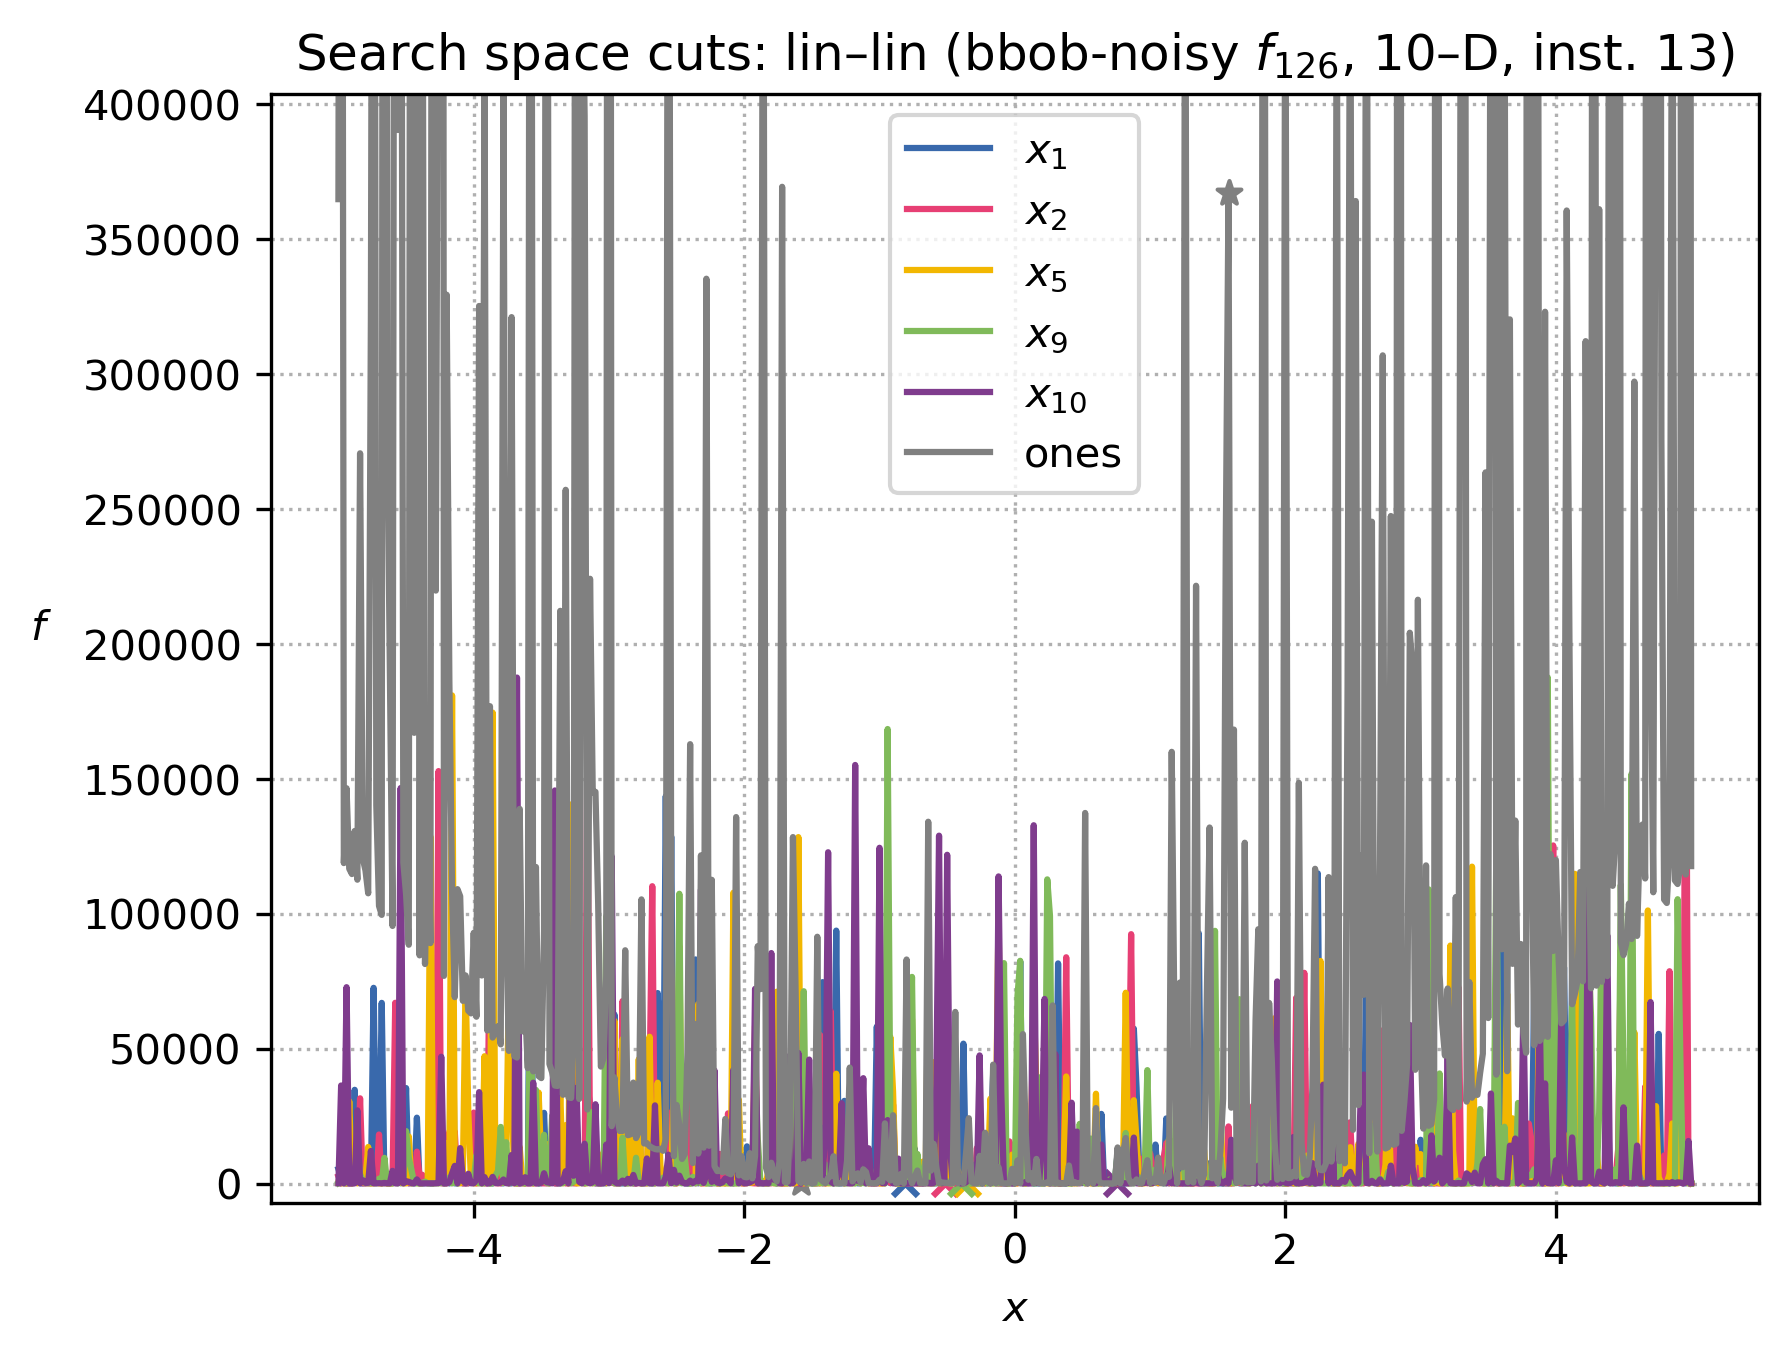 Search space cuts: lin–lin (bbob-noisy f₁₂₆, 10–D, inst. 13)
400000
350000
300000
250000
200000
150000
100000
50000
0
f
x₁
x₂
x₅
x₉
x₁₀
ones
−4
−2
0
2
4
x